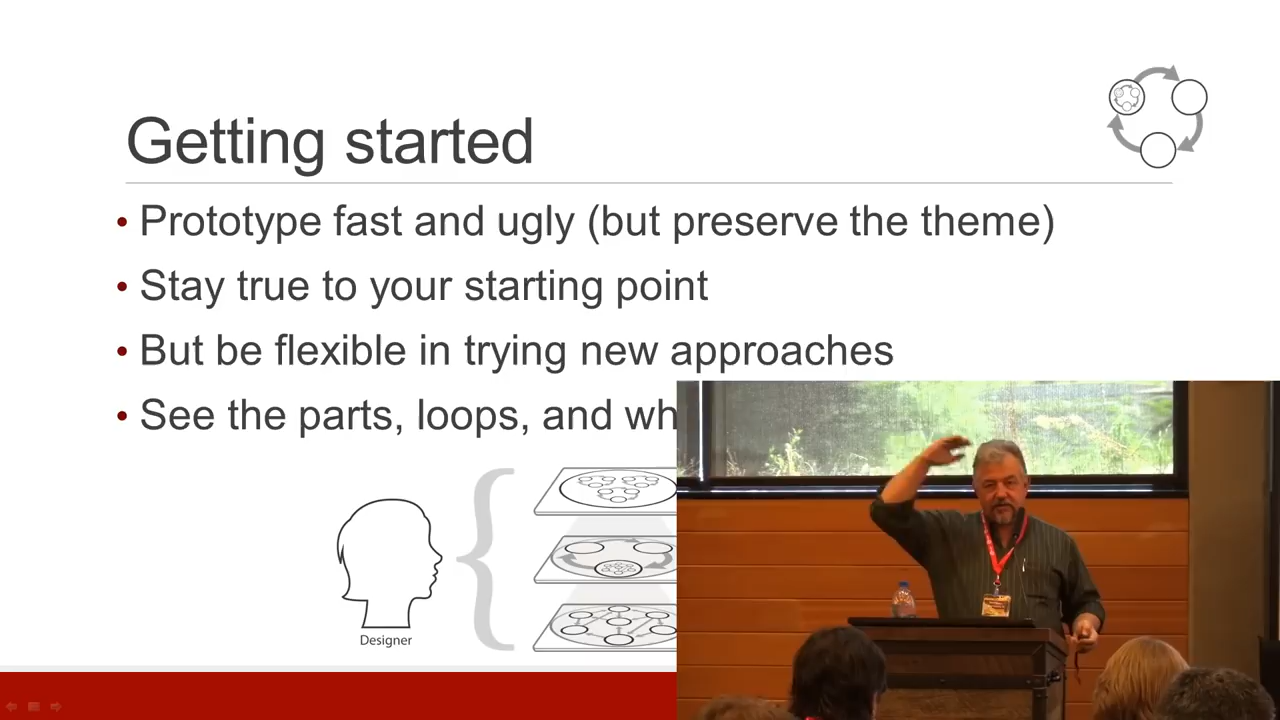 Getting started
• Prototype fast and ugly (but preserve the theme)
• Stay true to your starting point
• But be flexible in trying new approaches
• See the parts, loops, and wh
Designer